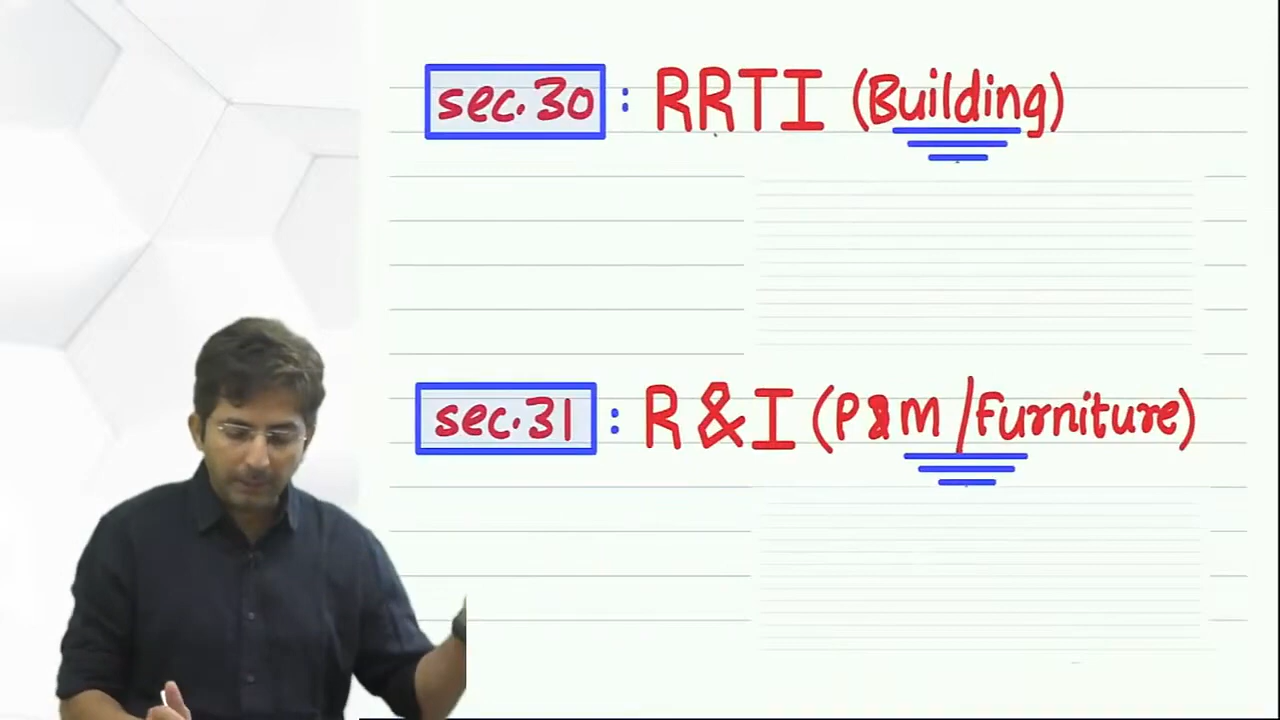 sec.30 : RRTI (Building)
sec.31 : R & I (P & M / Furniture)